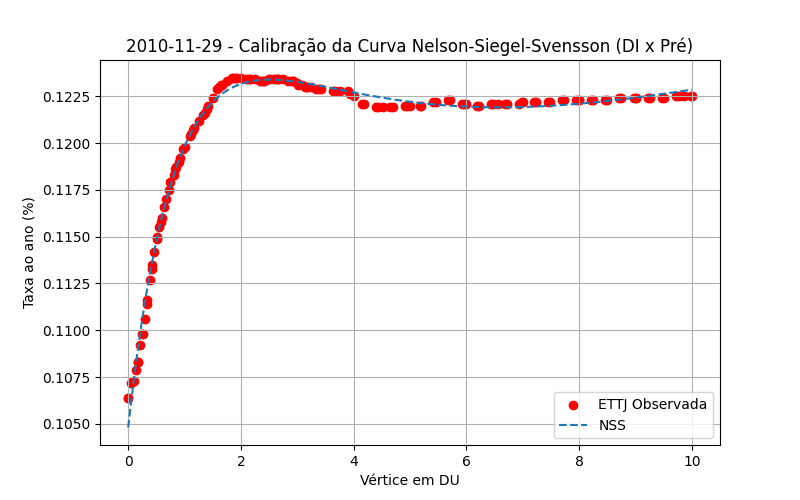 2010-11-29 - Calibração da Curva Nelson-Siegel-Svensson (DI x Pré)
Taxa ao ano (%)
0.1225
0.1200
0.1175
0.1150
0.1125
0.1100
0.1075
0.1050
ETTJ Observada
NSS
0 2 4 6 8 10
Vértice em DU